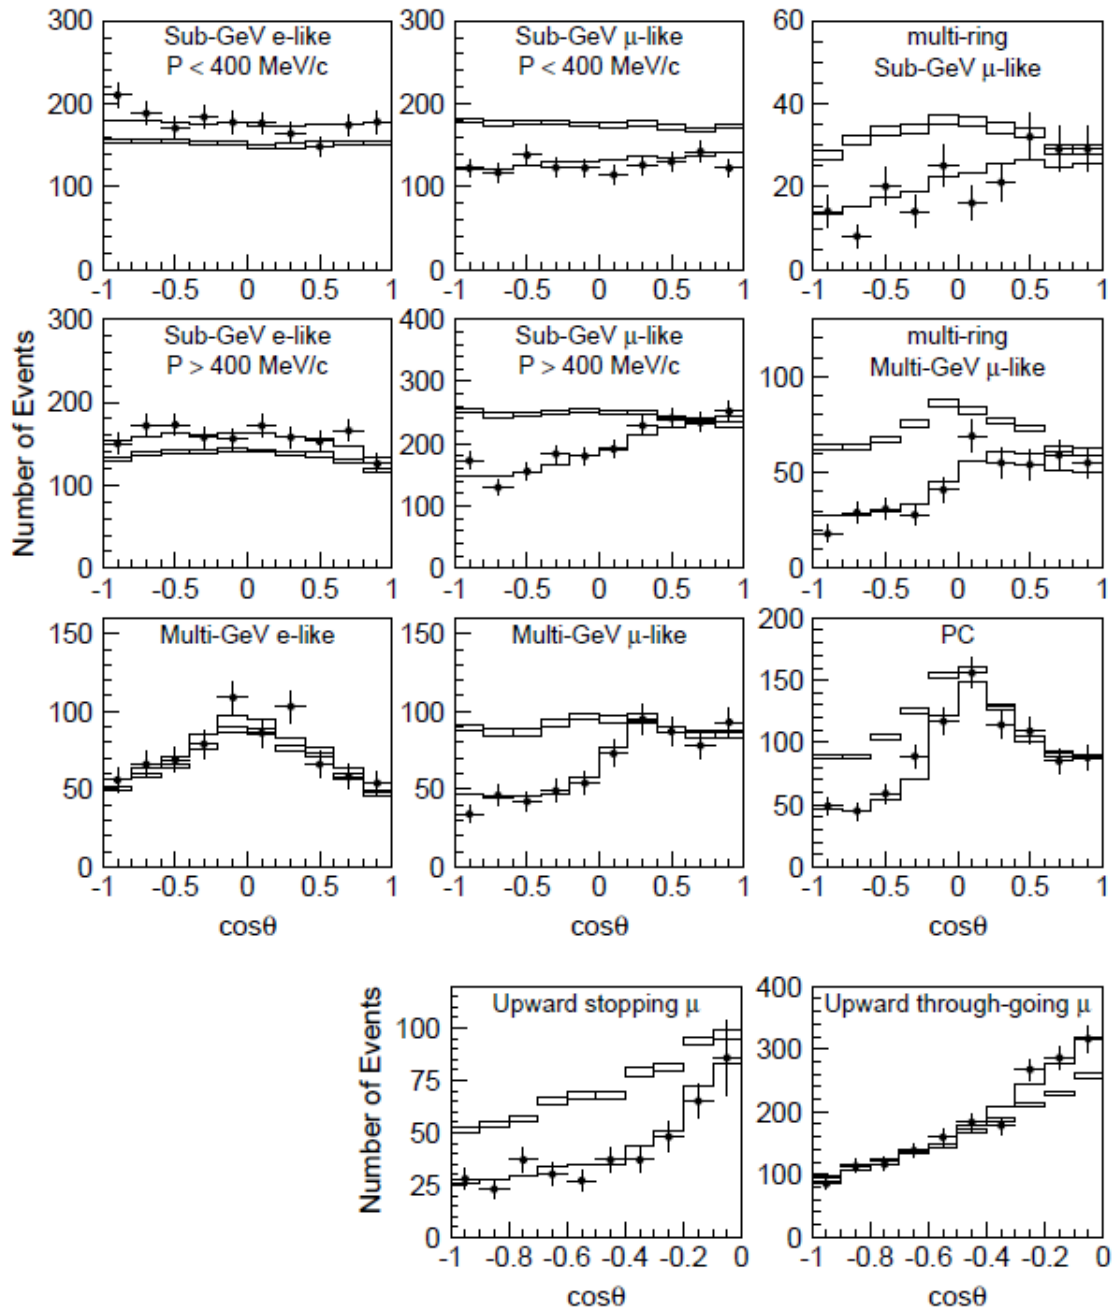 Sub-GeV e-like
P < 400 MeV/c
300
200
100
0
-1 -0.5 0 0.5 1
Sub-GeV μ-like
P < 400 MeV/c
300
200
100
0
-1 -0.5 0 0.5 1
multi-ring
Sub-GeV μ-like
60
40
20
0
-1 -0.5 0 0.5 1
Number of Events
Sub-GeV e-like
P > 400 MeV/c
300
200
100
0
-1 -0.5 0 0.5 1
Sub-GeV μ-like
P > 400 MeV/c
400
300
200
100
0
-1 -0.5 0 0.5 1
multi-ring
Multi-GeV μ-like
100
50
0
-1 -0.5 0 0.5 1
Multi-GeV e-like
150
100
50
0
-1 -0.5 0 0.5 1
cosθ
Multi-GeV μ-like
150
100
50
0
-1 -0.5 0 0.5 1
cosθ
PC
200
150
100
50
0
-1 -0.5 0 0.5 1
cosθ
Number of Events
Upward stopping μ
100
75
50
25
0
-1 -0.8 -0.6 -0.4 -0.2 0
cosθ
Upward through-going μ
400
300
200
100
0
-1 -0.8 -0.6 -0.4 -0.2 0
cosθ